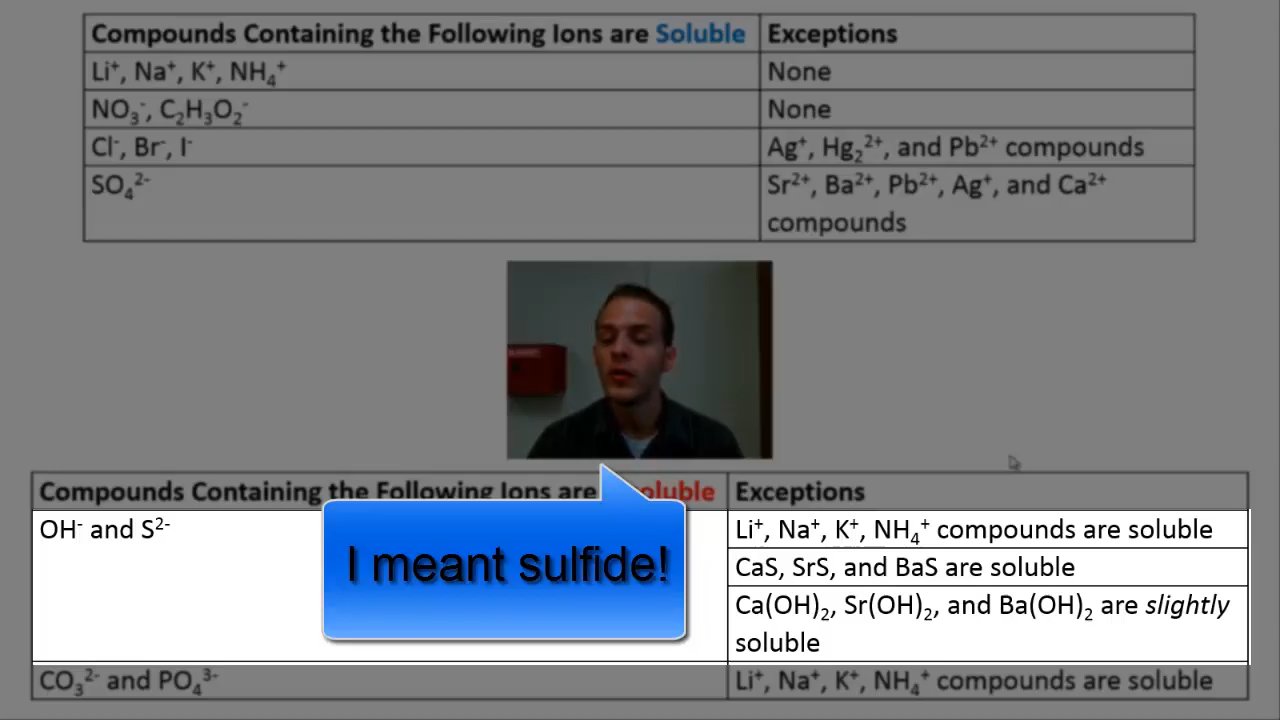 Compounds Containing the Following Ions are Soluble | Exceptions
Li⁺, Na⁺, K⁺, NH₄⁺ | None
NO₃⁻, C₂H₃O₂⁻ | None
Cl⁻, Br⁻, I⁻ | Ag⁺, Hg₂²⁺, and Pb²⁺ compounds
SO₄²⁻ | Sr²⁺, Ba²⁺, Pb²⁺, Ag⁺, and Ca²⁺
compounds
Compounds Containing the Following Ions are oluble | Exceptions
OH⁻ and S²⁻ | Li⁺, Na⁺, K⁺, NH₄⁺ compounds are soluble
I meant sulfide!
CaS, SrS, and BaS are soluble
Ca(OH)₂, Sr(OH)₂, and Ba(OH)₂ are slightly
soluble
CO₃²⁻ and PO₄³⁻ | Li⁺, Na⁺, K⁺, NH₄⁺ compounds are soluble